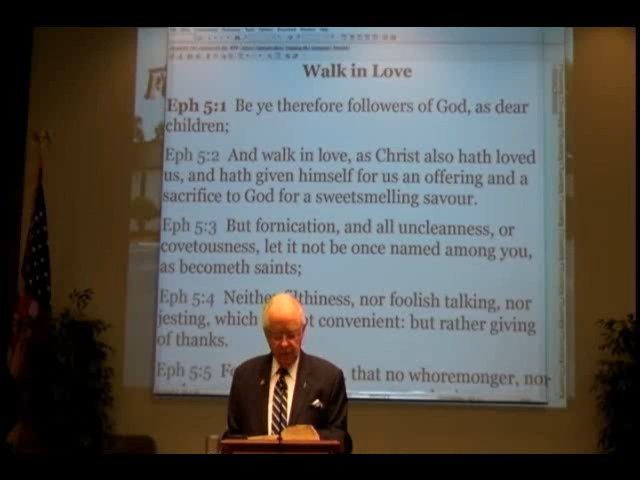 Walk in Love
Eph 5:1 Be ye therefore followers of God, as dear
children;
Eph 5:2 And walk in love, as Christ also hath loved
us, and hath given himself for us an offering and a
sacrifice to God for a sweetsmelling savour.
Eph 5:3 But fornication, and all uncleanness, or
covetousness, let it not be once named among you,
as becometh saints;
Eph 5:4 Neither filthiness, nor foolish talking, nor
jesting, which convenient: but rather giving
of thanks.
Eph 5:5 that no whoremonger, nor